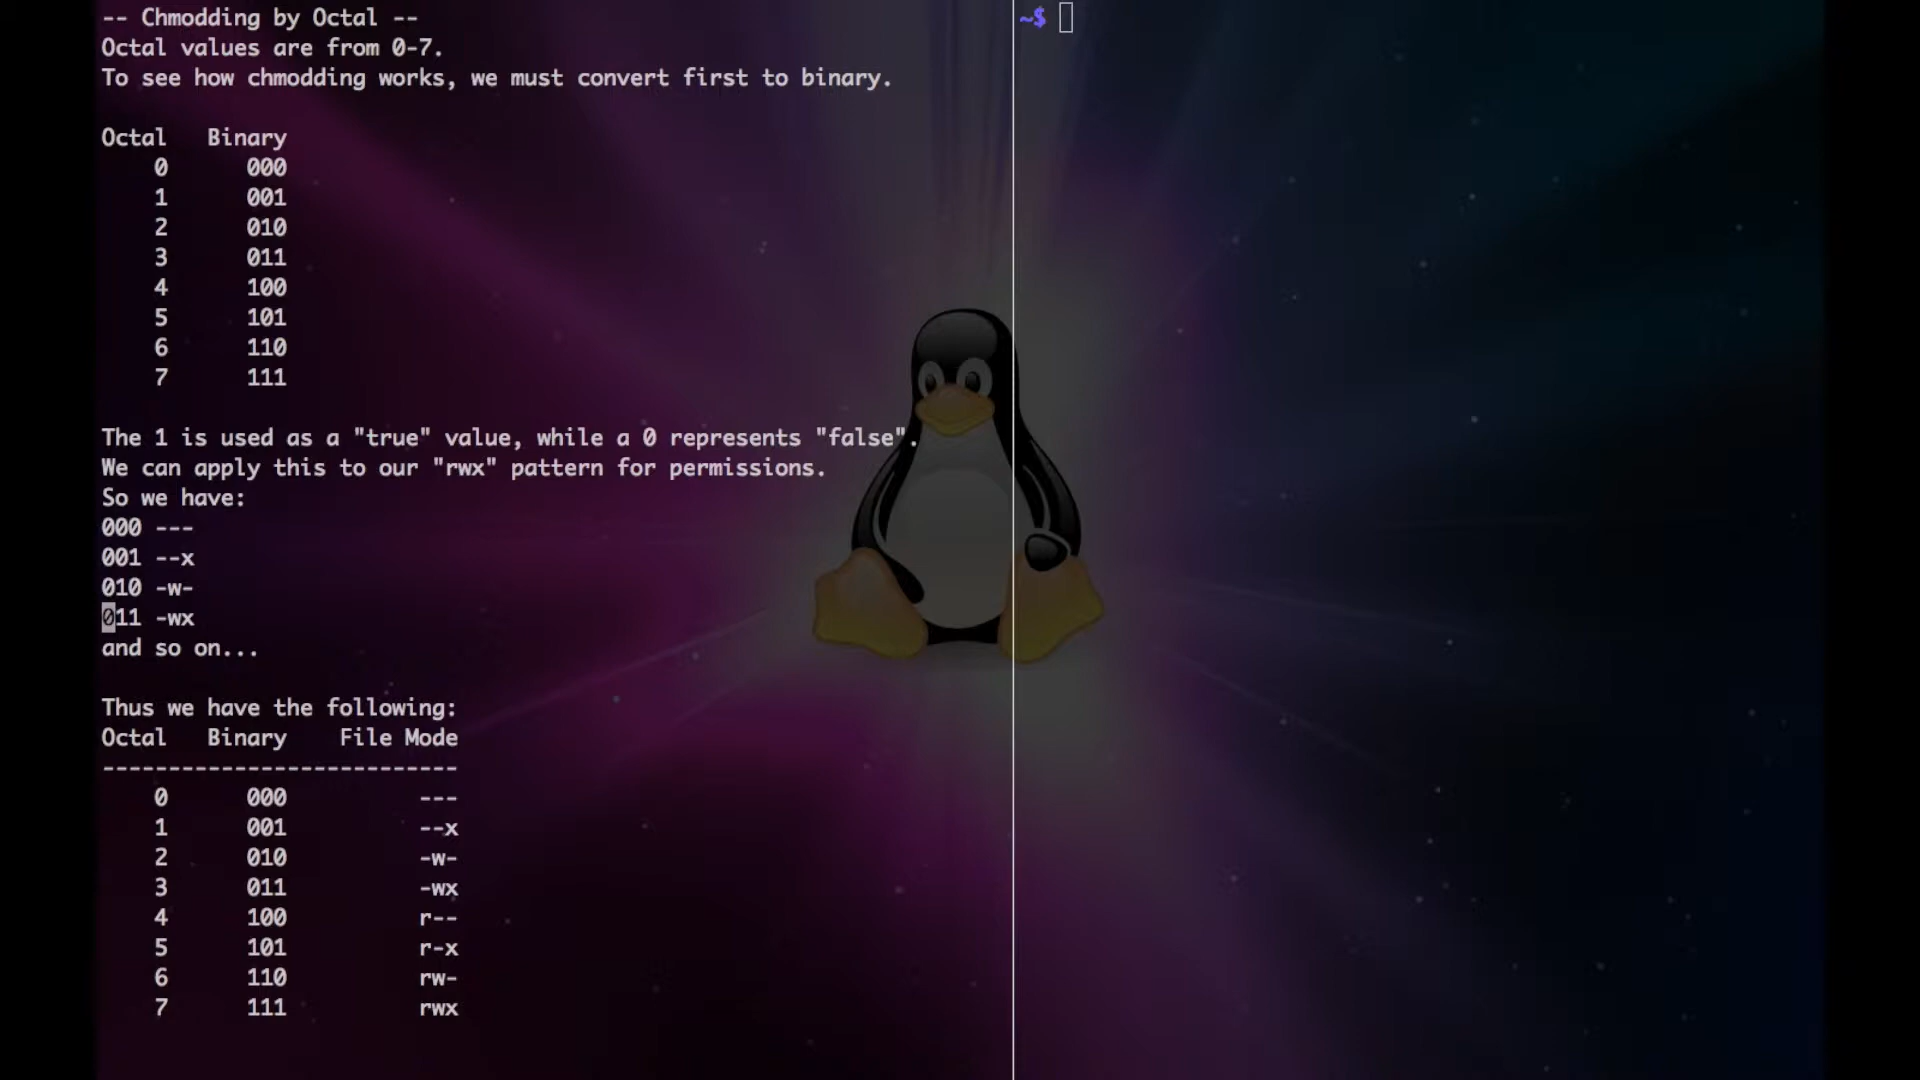 -- Chmodding by Octal --
Octal values are from 0-7.
To see how chmodding works, we must convert first to binary.
Octal   Binary
    0      000
    1      001
    2      010
    3      011
    4      100
    5      101
    6      110
    7      111
The 1 is used as a "true" value, while a 0 represents "false".
We can apply this to our "rwx" pattern for permissions.
So we have:
000 ---
001 --x
010 -w-
011 -wx
and so on...
Thus we have the following:
Octal   Binary    File Mode
---------------------------
    0      000          ---
    1      001          --x
    2      010          -w-
    3      011          -wx
    4      100          r--
    5      101          r-x
    6      110          rw-
    7      111          rwx
~$